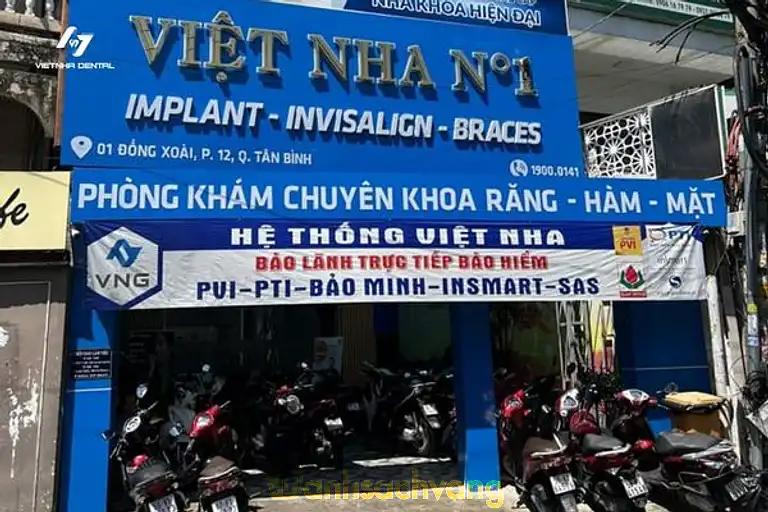 NHA KHOA HIỆN ĐẠI
VIETNHA DENTAL
VIỆT NHA Nº1
IMPLANT - INVISALIGN - BRACES
01 ĐỒNG XOÀI, P. 12, Q. TÂN BÌNH
1900.0141
PHÒNG KHÁM CHUYÊN KHOA RĂNG - HÀM - MẶT
HỆ THỐNG VIỆT NHA
BẢO LÃNH TRỰC TIẾP BẢO HIỂM
PVI-PTI-BẢO MINH-INSMART-SAS
VNG
PVI
PTI